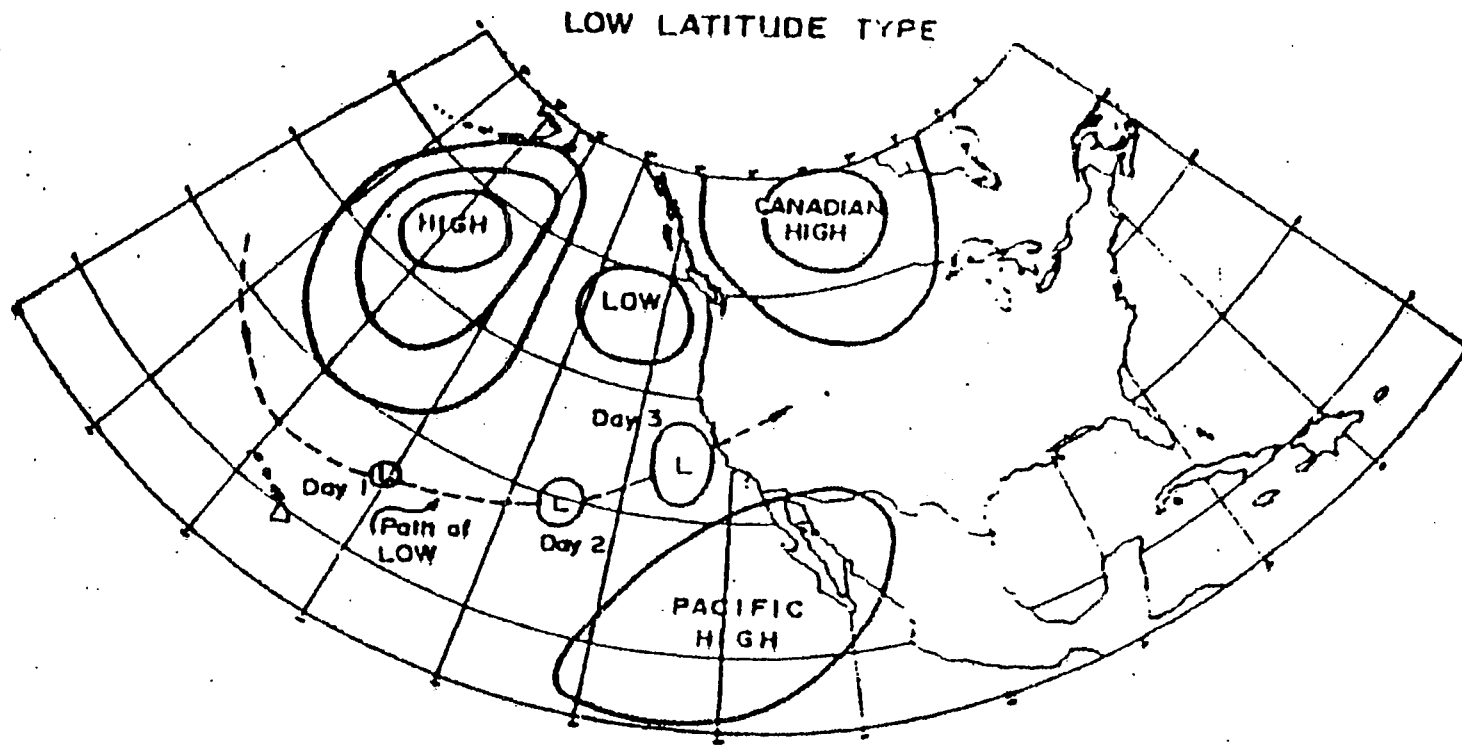 LOW LATITUDE TYPE
HIGH
CANADIAN
HIGH
LOW
Day 3
L
Day 1
L
L
Path of
LOW
Day 2
PACIFIC
HIGH